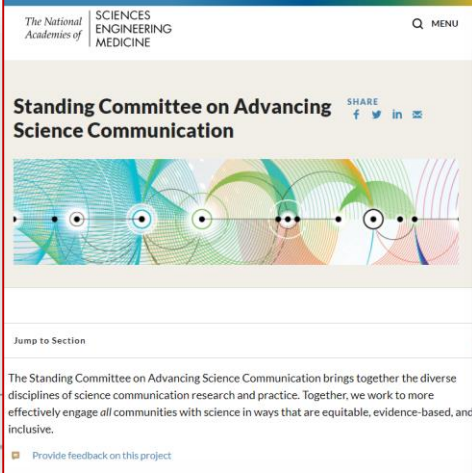 The National
Academies of
SCIENCES
ENGINEERING
MEDICINE
MENU
Standing Committee on Advancing
Science Communication
SHARE
Jump to Section
The Standing Committee on Advancing Science Communication brings together the diverse
disciplines of science communication research and practice. Together, we work to more
effectively engage all communities with science in ways that are equitable, evidence-based, and
inclusive.
Provide feedback on this project